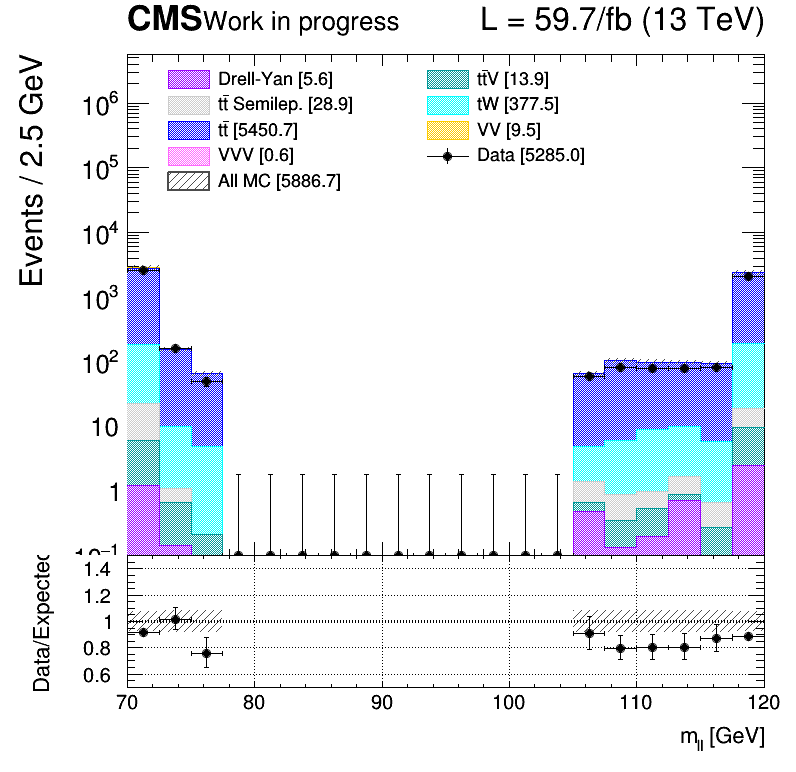 CMS Work in progress L = 59.7/fb (13 TeV)
Events / 2.5 GeV
Drell-Yan [5.6]
tt̄ Semilep. [28.9]
tt̄ [5450.7]
VVV [0.6]
All MC [5886.7]
tt̄V [13.9]
tW [377.5]
VV [9.5]
Data [5285.0]
10⁶
10⁵
10⁴
10³
10²
10
1
10⁻¹
Data/Expected
1.4
1.2
1
0.8
0.6
70 80 90 100 110 120
m_ll [GeV]